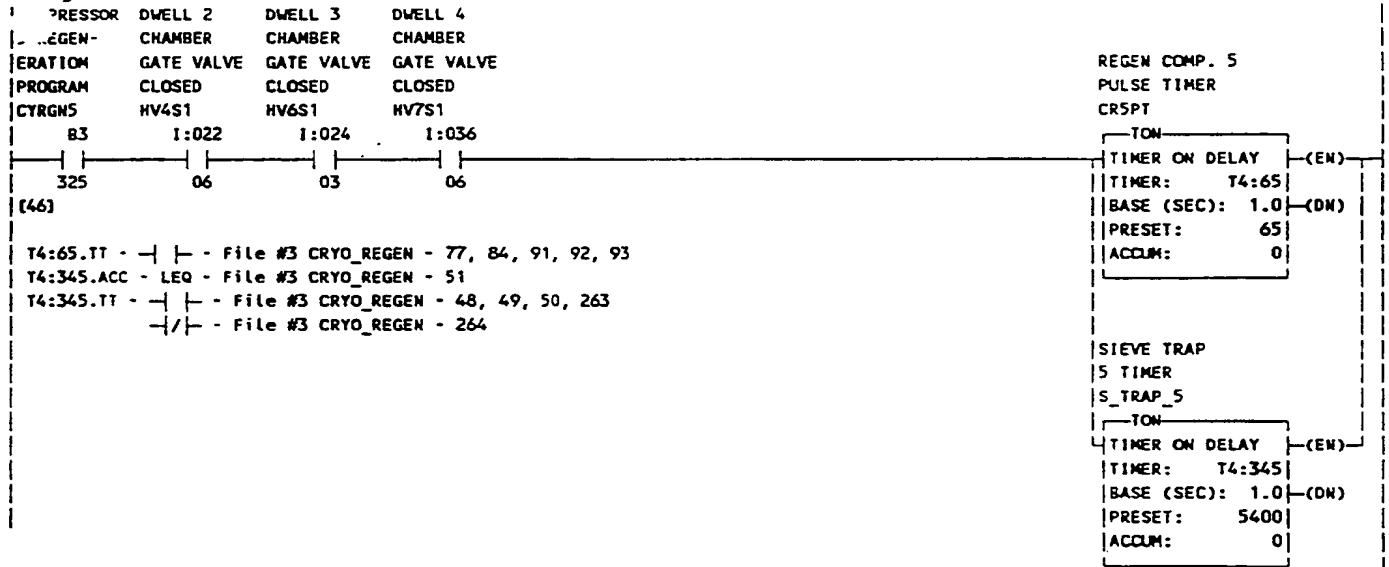 PRESSOR DWELL 2 DWELL 3 DWELL 4
EGEN- CHAMBER CHAMBER CHAMBER
ERATION GATE VALVE GATE VALVE GATE VALVE
PROGRAM CLOSED CLOSED CLOSED
CYRGN5 HV4S1 HV6S1 HV7S1
B3 I:022 I:024 I:036
325 06 03 06
[46]
T4:65.TT - ─┤ ├─ - File #3 CRYO_REGEN - 77, 84, 91, 92, 93
T4:345.ACC - LEQ - File #3 CRYO_REGEN - 51
T4:345.TT - ─┤ ├─ - File #3 CRYO_REGEN - 48, 49, 50, 263
─┤/├─ - File #3 CRYO_REGEN - 264
REGEN COMP. 5
PULSE TIMER
CR5PT
TON
TIMER ON DELAY (EN)
TIMER: T4:65
BASE (SEC): 1.0 (DN)
PRESET: 65
ACCUM: 0
SIEVE TRAP
5 TIMER
S_TRAP_5
TON
TIMER ON DELAY (EN)
TIMER: T4:345
BASE (SEC): 1.0 (DN)
PRESET: 5400
ACCUM: 0